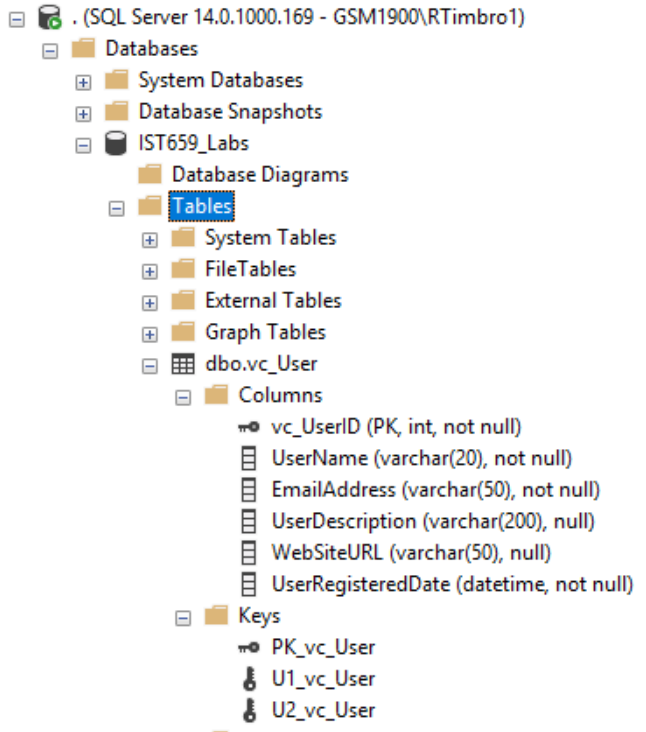 . (SQL Server 14.0.1000.169 - GSM1900\RTimbro1)
Databases
System Databases
Database Snapshots
IST659_Labs
Database Diagrams
Tables
System Tables
FileTables
External Tables
Graph Tables
dbo.vc_User
Columns
vc_UserID (PK, int, not null)
UserName (varchar(20), not null)
EmailAddress (varchar(50), not null)
UserDescription (varchar(200), null)
WebSiteURL (varchar(50), null)
UserRegisteredDate (datetime, not null)
Keys
PK_vc_User
U1_vc_User
U2_vc_User